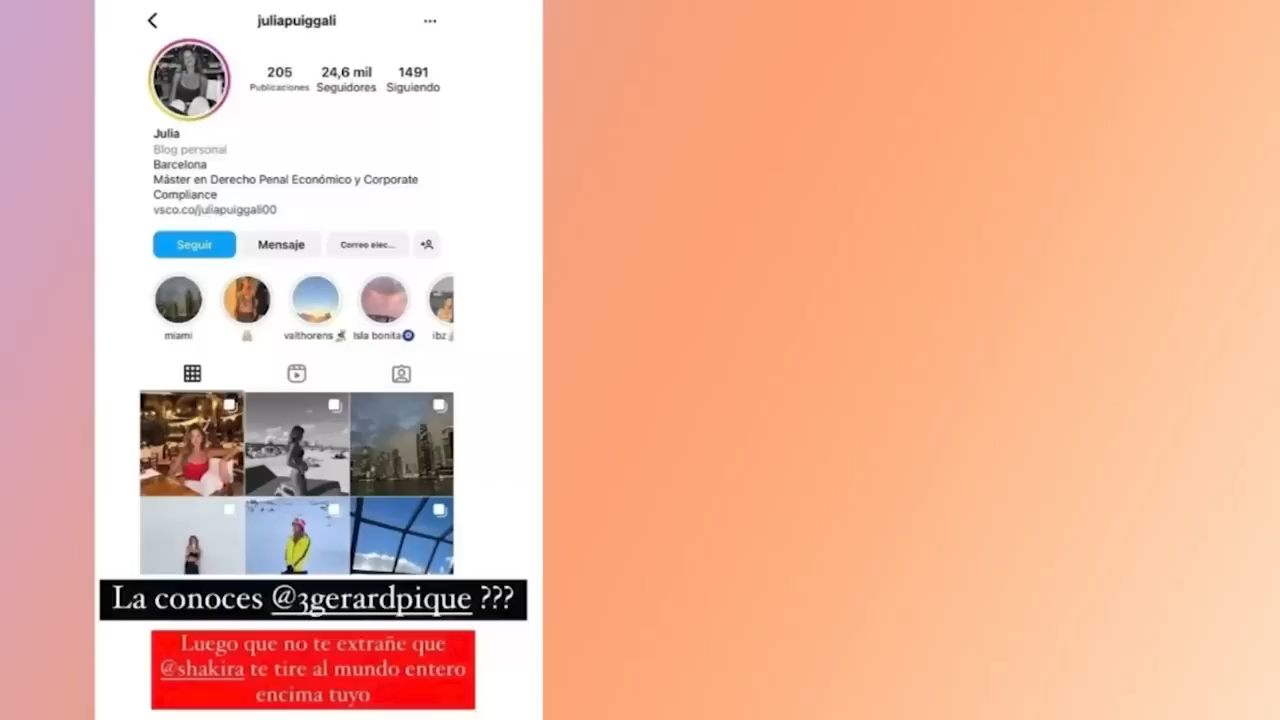 juliapuiggali
205 24,6 mil 1491
Publicaciones Seguidores Siguiendo
Julia
Blog personal
Barcelona
Máster en Derecho Penal Económico y Corporate
Compliance
vsco.co/juliapuiggali00
Seguir Mensaje Correo elec...
miami valthorens Isla bonita ibz
La conoces @3gerardpique ???
Luego que no te extrañe que
@shakira te tire al mundo entero
encima tuyo